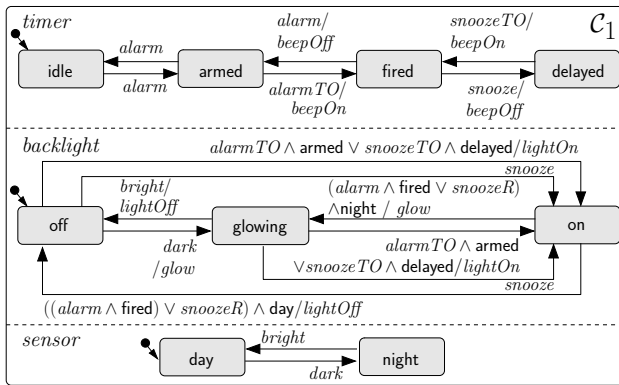 timer
C₁
alarm/
beepOff
snoozeTO/
beepOn
alarm
idle
armed
fired
delayed
alarm
alarmTO/
beepOn
snooze/
beepOff
backlight
alarmTO ∧ armed ∨ snoozeTO ∧ delayed/lightOn
snooze
bright/
lightOff
(alarm ∧ fired ∨ snoozeR)
∧night / glow
off
glowing
on
dark
/glow
alarmTO ∧ armed
∨snoozeTO ∧ delayed/lightOn
snooze
((alarm ∧ fired) ∨ snoozeR) ∧ day/lightOff
sensor
bright
day
night
dark